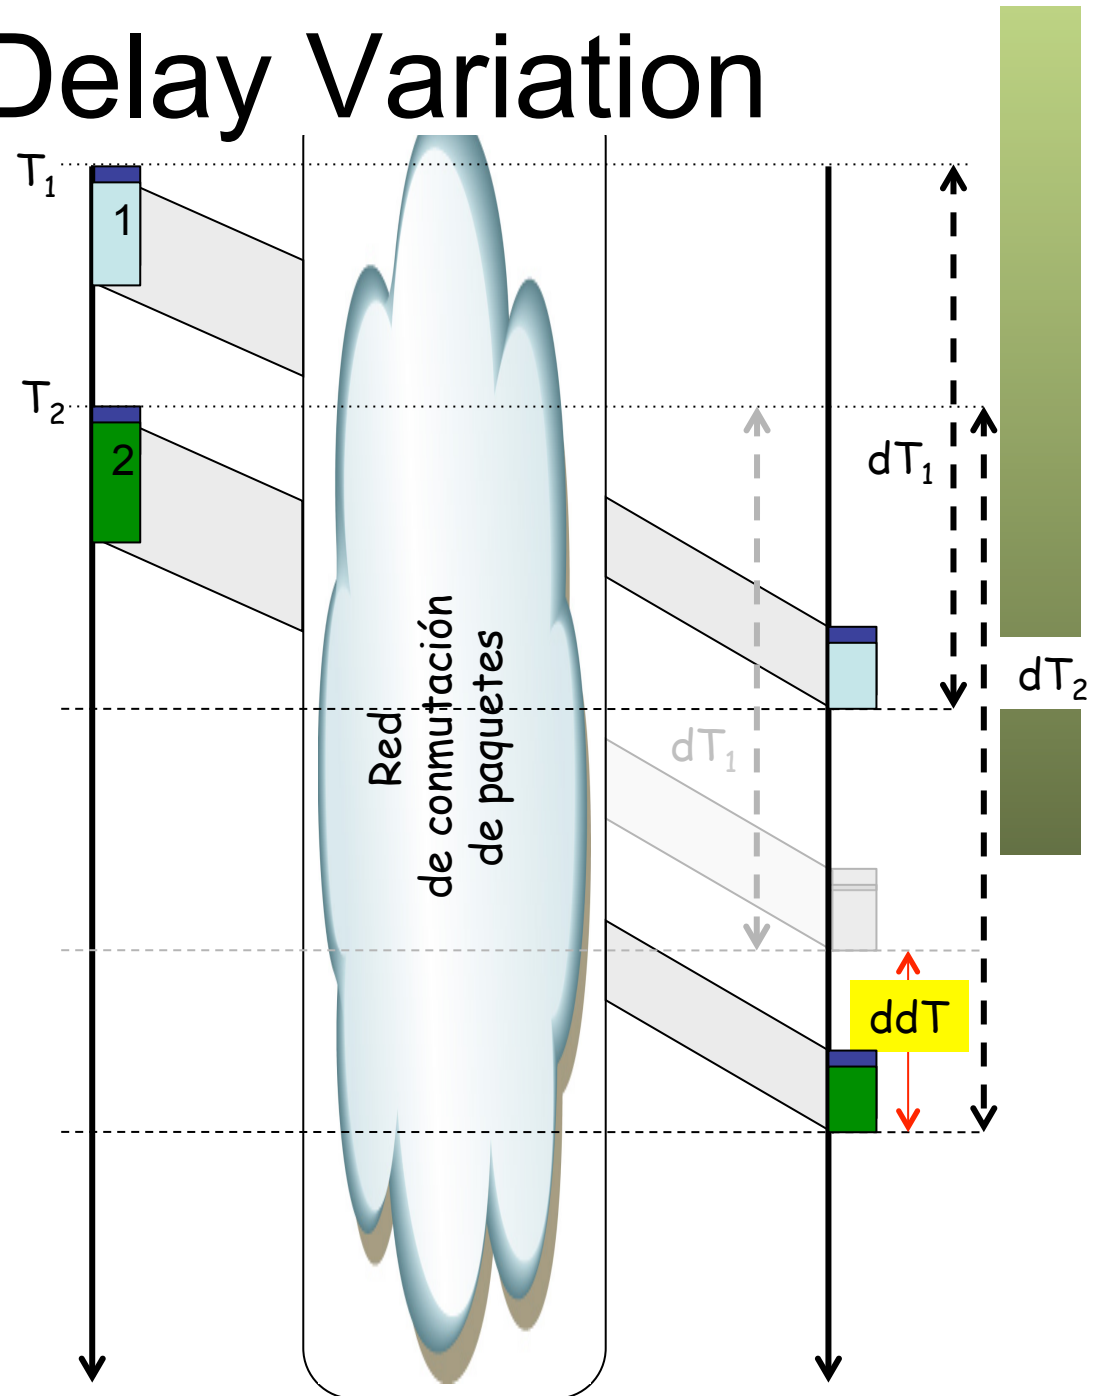 Delay Variation
T₁
1
T₂
2
dT₁
Red
de conmutación
de paquetes
dT₂
dT₁
ddT